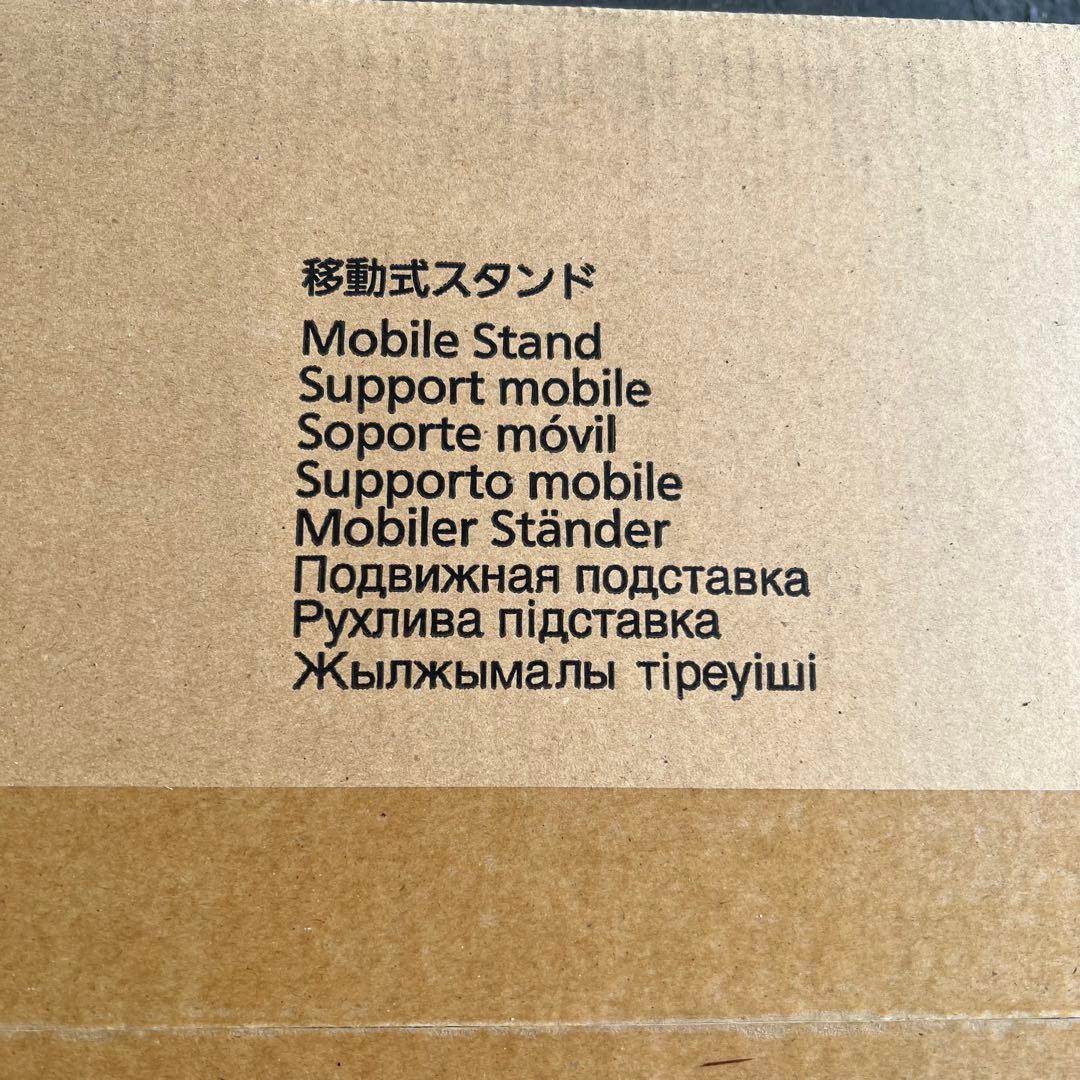 移動式スタンド
Mobile Stand
Support mobile
Soporte móvil
Supporto mobile
Mobiler Ständer
Подвижная подставка
Рухлива підставка
Жылжымалы тіреуіші